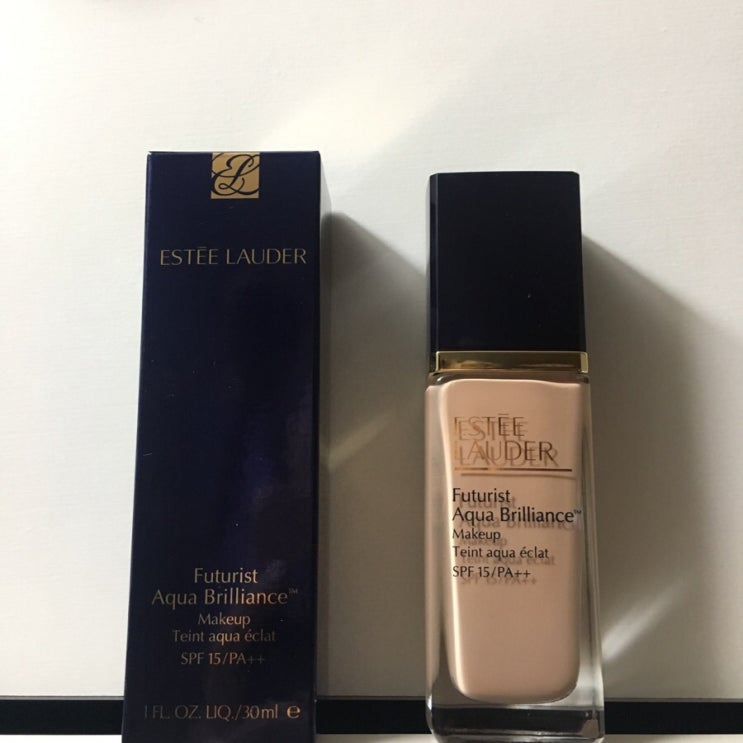 EL
ESTĒE LAUDER
Futurist
Aqua Brilliance™
Makeup
Teint aqua éclat
SPF 15/PA++
1 FL. OZ. LIQ./30ml ℮
ESTĒE
LAUDER
Futurist
Aqua Brilliance™
Makeup
Teint aqua éclat
SPF 15/PA++